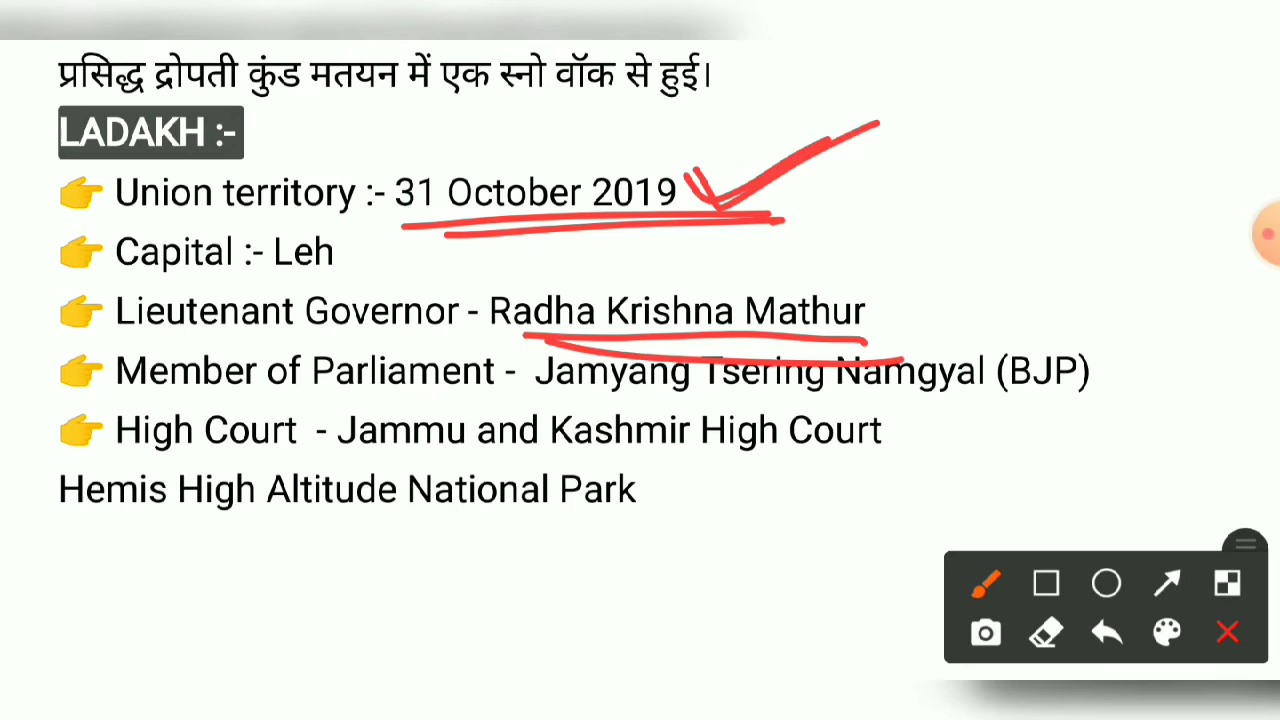 प्रसिद्ध द्रोपती कुंड मतयन में एक स्नो वॉक से हुई।
LADAKH :-
👉 Union territory :- 31 October 2019
👉 Capital :- Leh
👉 Lieutenant Governor - Radha Krishna Mathur
👉 Member of Parliament - Jamyang Tsering Namgyal (BJP)
👉 High Court - Jammu and Kashmir High Court
Hemis High Altitude National Park